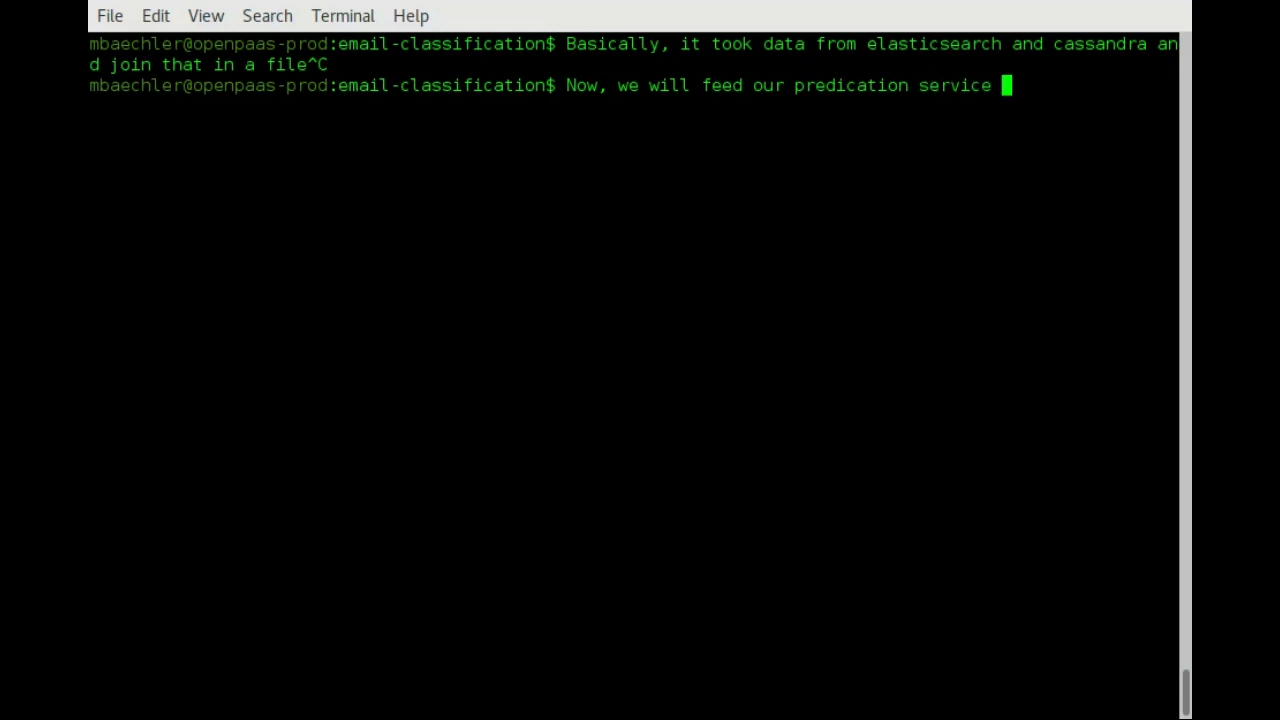 File Edit View Search Terminal Help
mbaechler@openpaas-prod:email-classification$ Basically, it took data from elasticsearch and cassandra an
d join that in a file^C
mbaechler@openpaas-prod:email-classification$ Now, we will feed our predication service